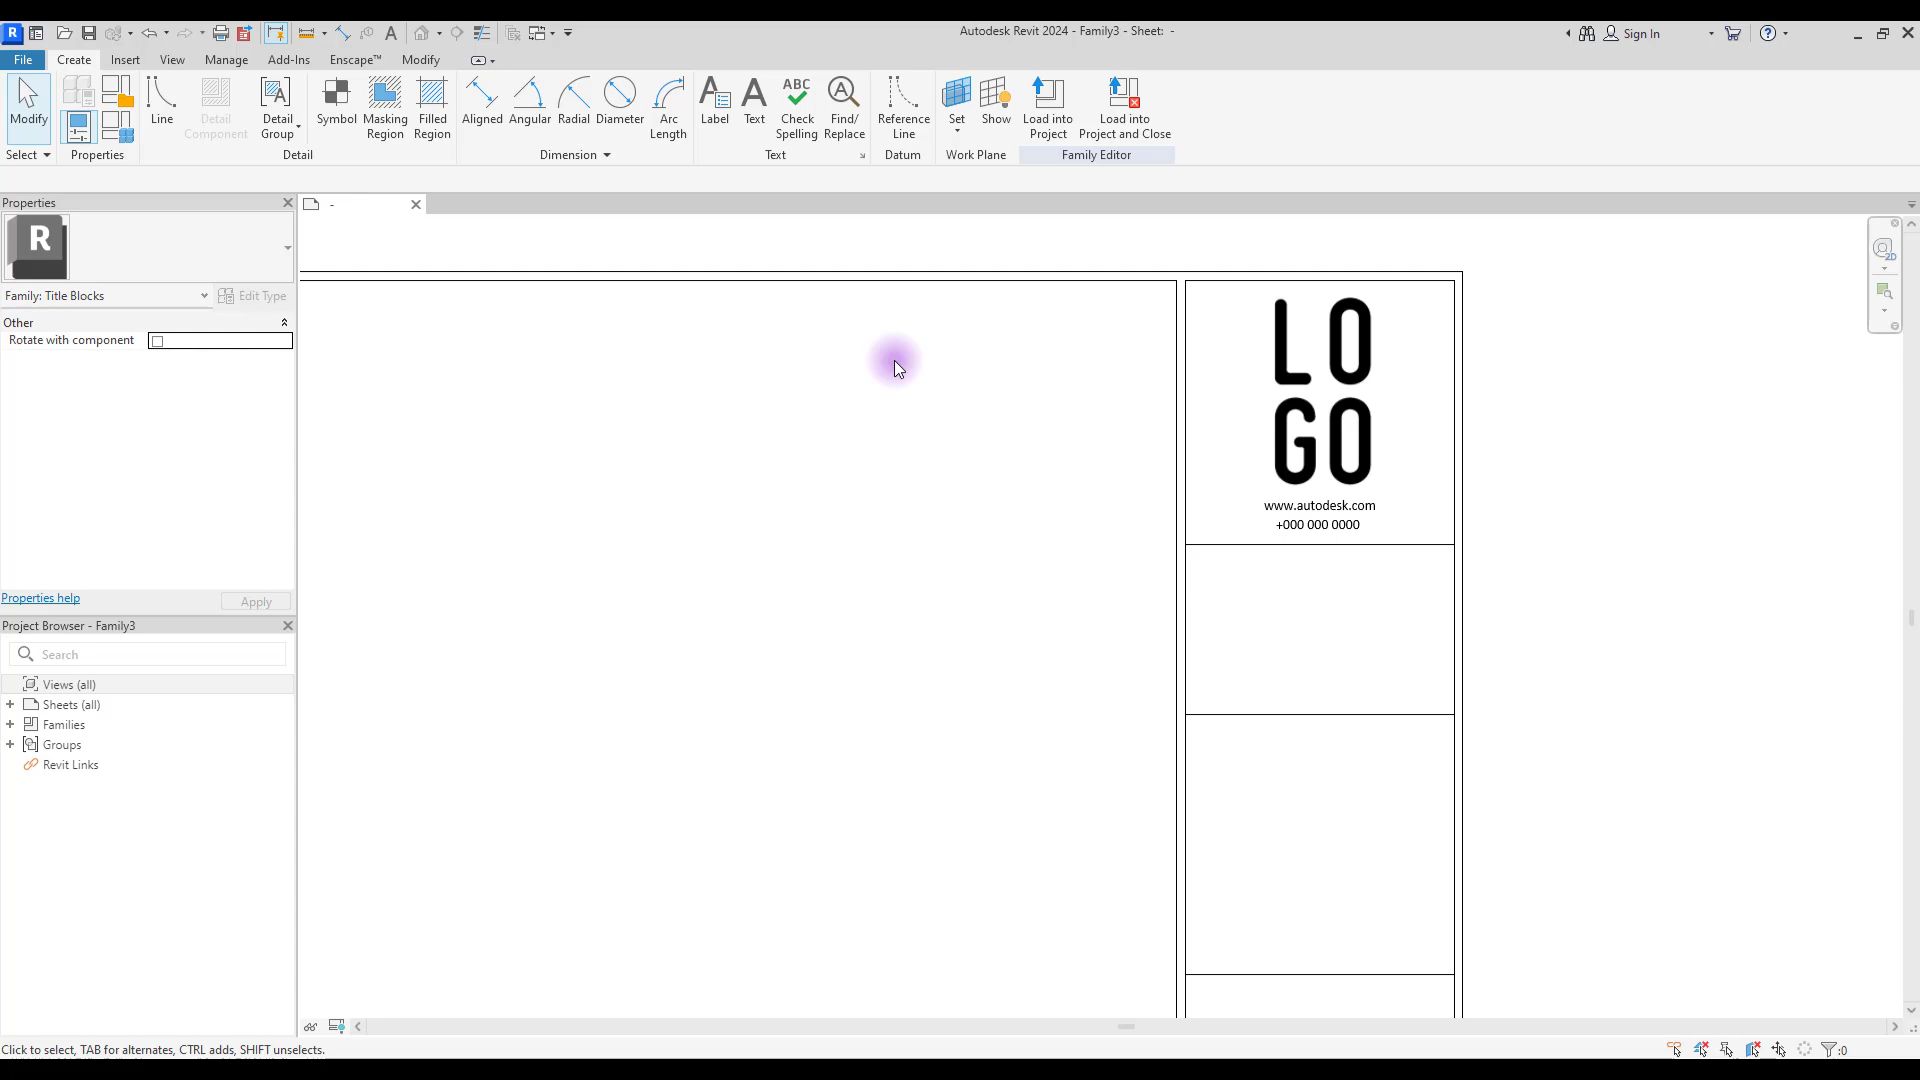 Autodesk Revit 2024 - Family3 - Sheet: -
Sign In
File Create Insert View Manage Add-Ins Enscape™ Modify
Modify
Line
Detail Component
Detail Group
Symbol
Masking Region
Filled Region
Aligned
Angular
Radial
Diameter
Arc Length
Label
Text
ABC
Check Spelling
Find/ Replace
Reference Line
Set
Show
Load into Project
Load into Project and Close
Select Properties Detail Dimension Text Datum Work Plane Family Editor
Properties
-
2D
R
Family: Title Blocks
Edit Type
Other
Rotate with component
Properties help
Apply
Project Browser - Family3
Search
Views (all)
Sheets (all)
Families
Groups
Revit Links
LO
GO
www.autodesk.com
+000 000 0000
Click to select, TAB for alternates, CTRL adds, SHIFT unselects.
:0